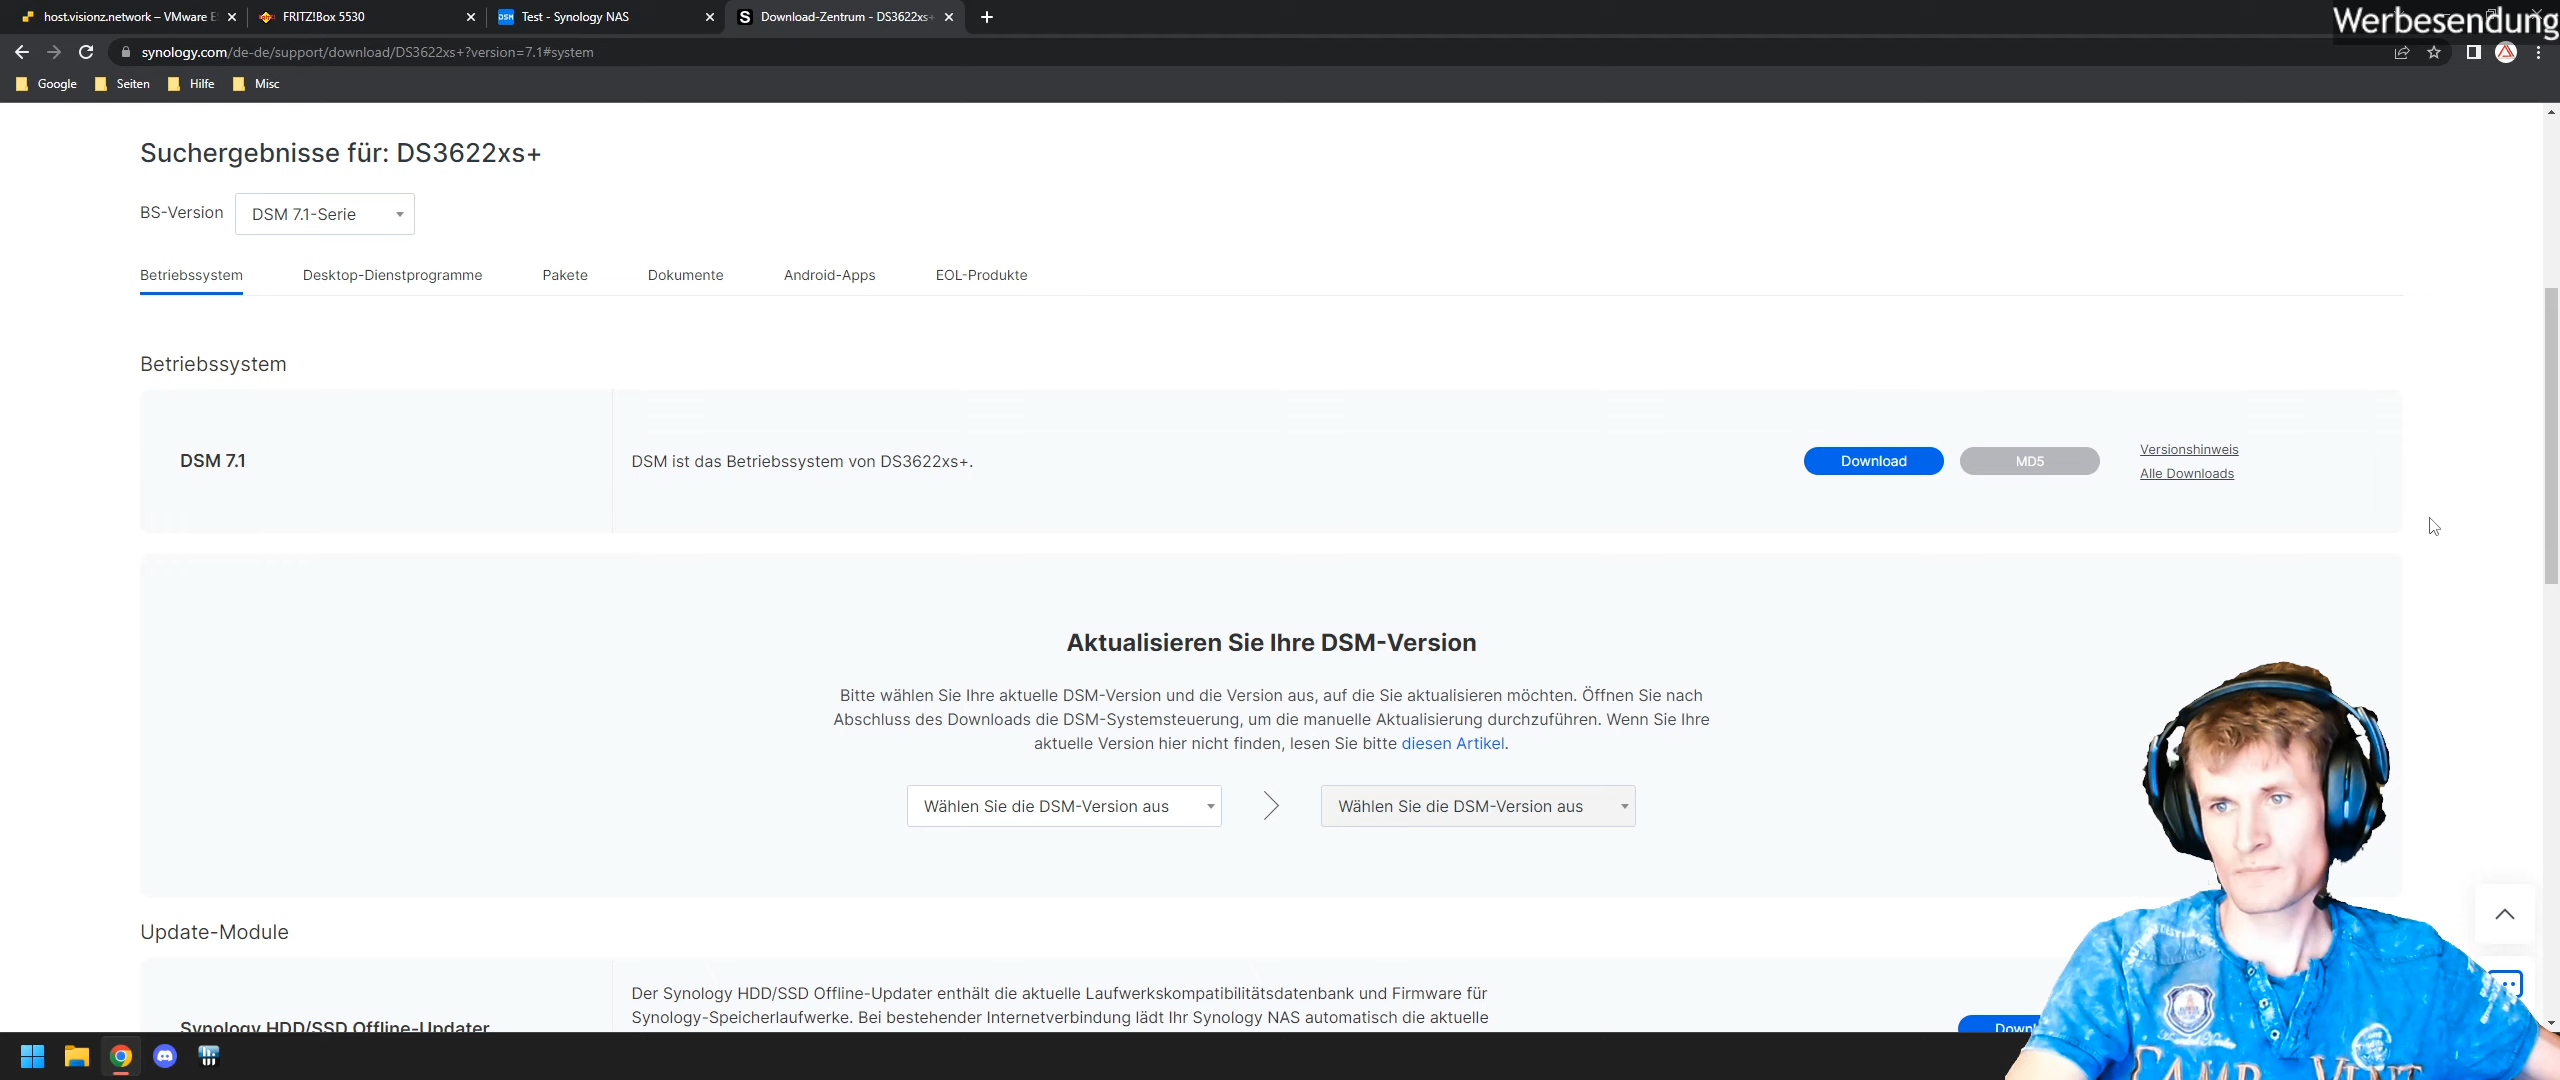 host.visionz.network – VMware E
FRITZ!Box 5530
DSM
Test - Synology NAS
S
Download-Zentrum - DS3622xs+
Werbesendung
synology.com/de-de/support/download/DS3622xs+?version=7.1#system
Google
Seiten
Hilfe
Misc
Suchergebnisse für: DS3622xs+
BS-Version
DSM 7.1-Serie
Betriebssystem
Desktop-Dienstprogramme
Pakete
Dokumente
Android-Apps
EOL-Produkte
Betriebssystem
DSM 7.1
DSM ist das Betriebssystem von DS3622xs+.
Download
MD5
Versionshinweis
Alle Downloads
Aktualisieren Sie Ihre DSM-Version
Bitte wählen Sie Ihre aktuelle DSM-Version und die Version aus, auf die Sie aktualisieren möchten. Öffnen Sie nach
Abschluss des Downloads die DSM-Systemsteuerung, um die manuelle Aktualisierung durchzuführen. Wenn Sie Ihre
aktuelle Version hier nicht finden, lesen Sie bitte diesen Artikel.
Wählen Sie die DSM-Version aus
Wählen Sie die DSM-Version aus
Update-Module
Synology HDD/SSD Offline-Updater
Der Synology HDD/SSD Offline-Updater enthält die aktuelle Laufwerkskompatibilitätsdatenbank und Firmware für
Synology-Speicherlaufwerke. Bei bestehender Internetverbindung lädt Ihr Synology NAS automatisch die aktuelle
Downl
CAMP